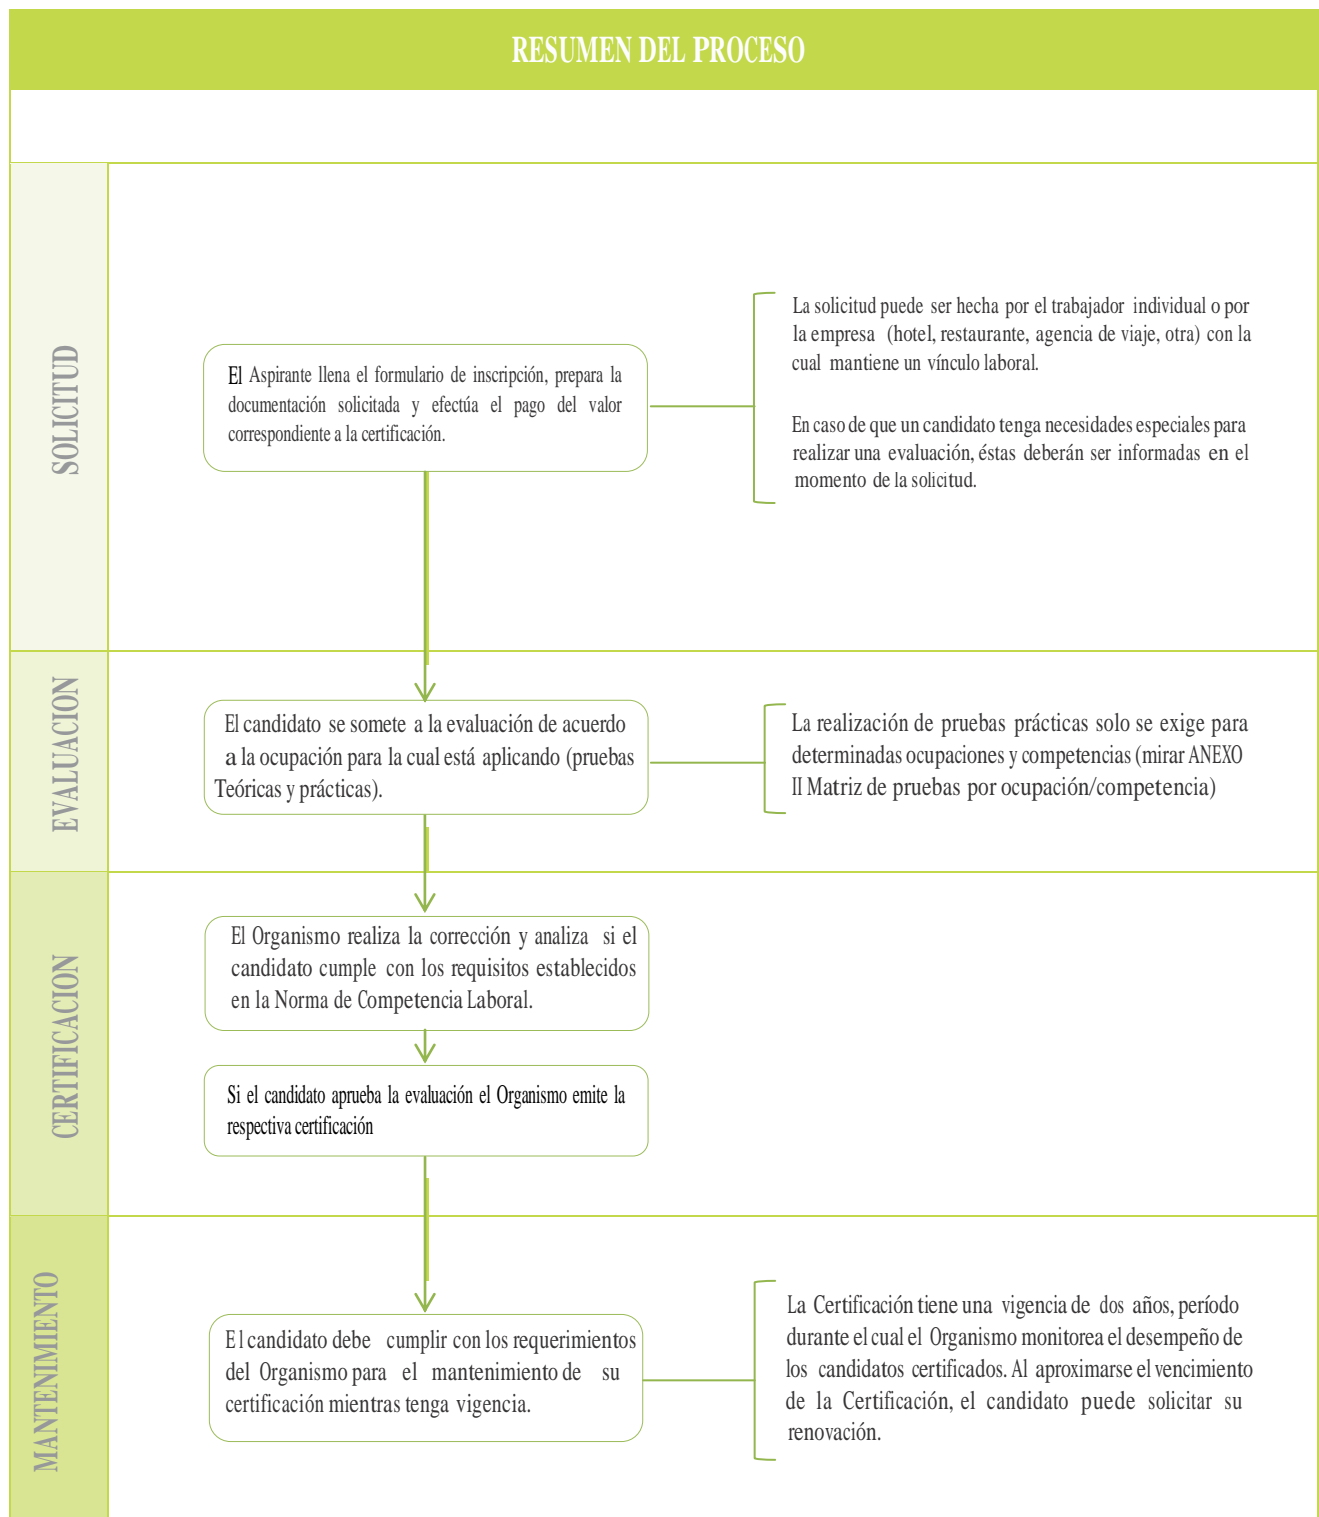 RESUMEN DEL PROCESO
SOLICITUD
El Aspirante llena el formulario de inscripción, prepara la
documentación solicitada y efectúa el pago del valor
correspondiente a la certificación.
La solicitud puede ser hecha por el trabajador individual o por
la empresa (hotel, restaurante, agencia de viaje, otra) con la
cual mantiene un vínculo laboral.
En caso de que un candidato tenga necesidades especiales para
realizar una evaluación, éstas deberán ser informadas en el
momento de la solicitud.
EVALUACION
El candidato se somete a la evaluación de acuerdo
a la ocupación para la cual está aplicando (pruebas
Teóricas y prácticas).
La realización de pruebas prácticas solo se exige para
determinadas ocupaciones y competencias (mirar ANEXO
II Matriz de pruebas por ocupación/competencia)
CERTIFICACION
El Organismo realiza la corrección y analiza si el
candidato cumple con los requisitos establecidos
en la Norma de Competencia Laboral.
Si el candidato aprueba la evaluación el Organismo emite la
respectiva certificación
MANTENIMIENTO
El candidato debe cumplir con los requerimientos
del Organismo para el mantenimiento de su
certificación mientras tenga vigencia.
La Certificación tiene una vigencia de dos años, período
durante el cual el Organismo monitorea el desempeño de
los candidatos certificados. Al aproximarse el vencimiento
de la Certificación, el candidato puede solicitar su
renovación.